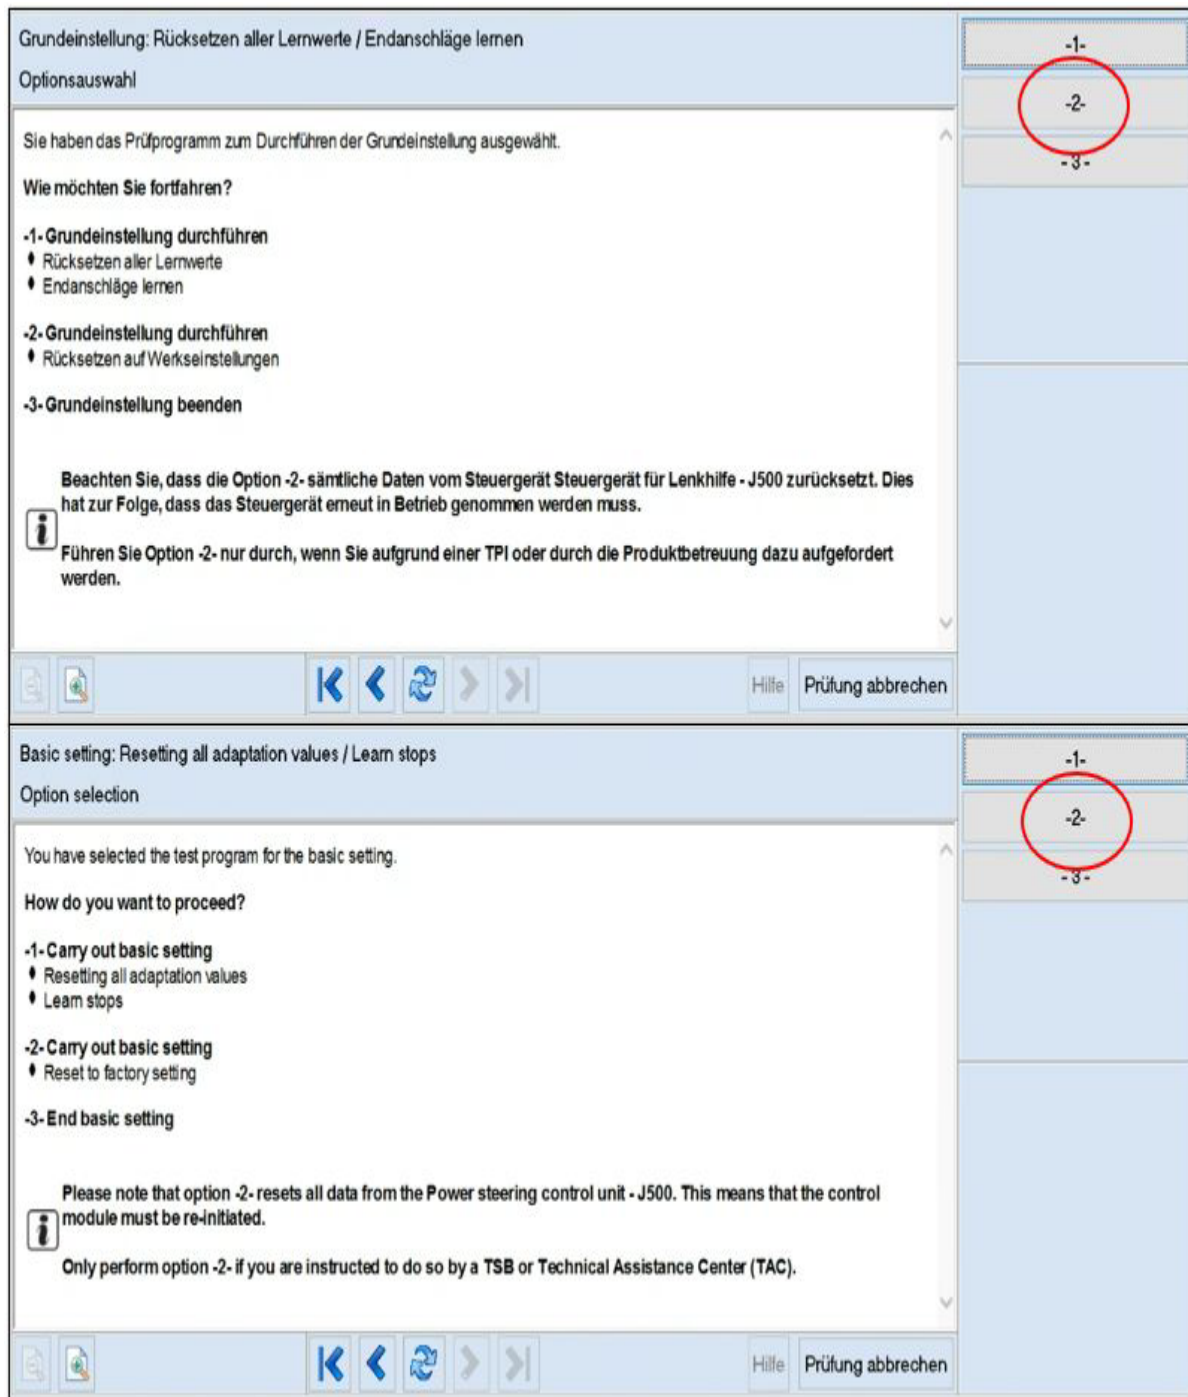 Grundeinstellung: Rücksetzen aller Lernwerte / Endanschläge lernen
Optionsauswahl
-1-
-2-
- 3 -
Sie haben das Prüfprogramm zum Durchführen der Grundeinstellung ausgewählt.
Wie möchten Sie fortfahren?
-1- Grundeinstellung durchführen
• Rücksetzen aller Lernwerte
• Endanschläge lernen
-2- Grundeinstellung durchführen
• Rücksetzen auf Werkseinstellungen
-3- Grundeinstellung beenden
Beachten Sie, dass die Option -2- sämtliche Daten vom Steuergerät Steuergerät für Lenkhilfe - J500 zurücksetzt. Dies
hat zur Folge, dass das Steuergerät erneut in Betrieb genommen werden muss.
Führen Sie Option -2- nur durch, wenn Sie aufgrund einer TPI oder durch die Produktbetreuung dazu aufgefordert
werden.
Hilfe
Prüfung abbrechen
Basic setting: Resetting all adaptation values / Learn stops
Option selection
-1-
-2-
- 3 -
You have selected the test program for the basic setting.
How do you want to proceed?
-1- Carry out basic setting
• Resetting all adaptation values
• Learn stops
-2- Carry out basic setting
• Reset to factory setting
-3- End basic setting
Please note that option -2- resets all data from the Power steering control unit - J500. This means that the control
module must be re-initiated.
Only perform option -2- if you are instructed to do so by a TSB or Technical Assistance Center (TAC).
Hilfe
Prüfung abbrechen